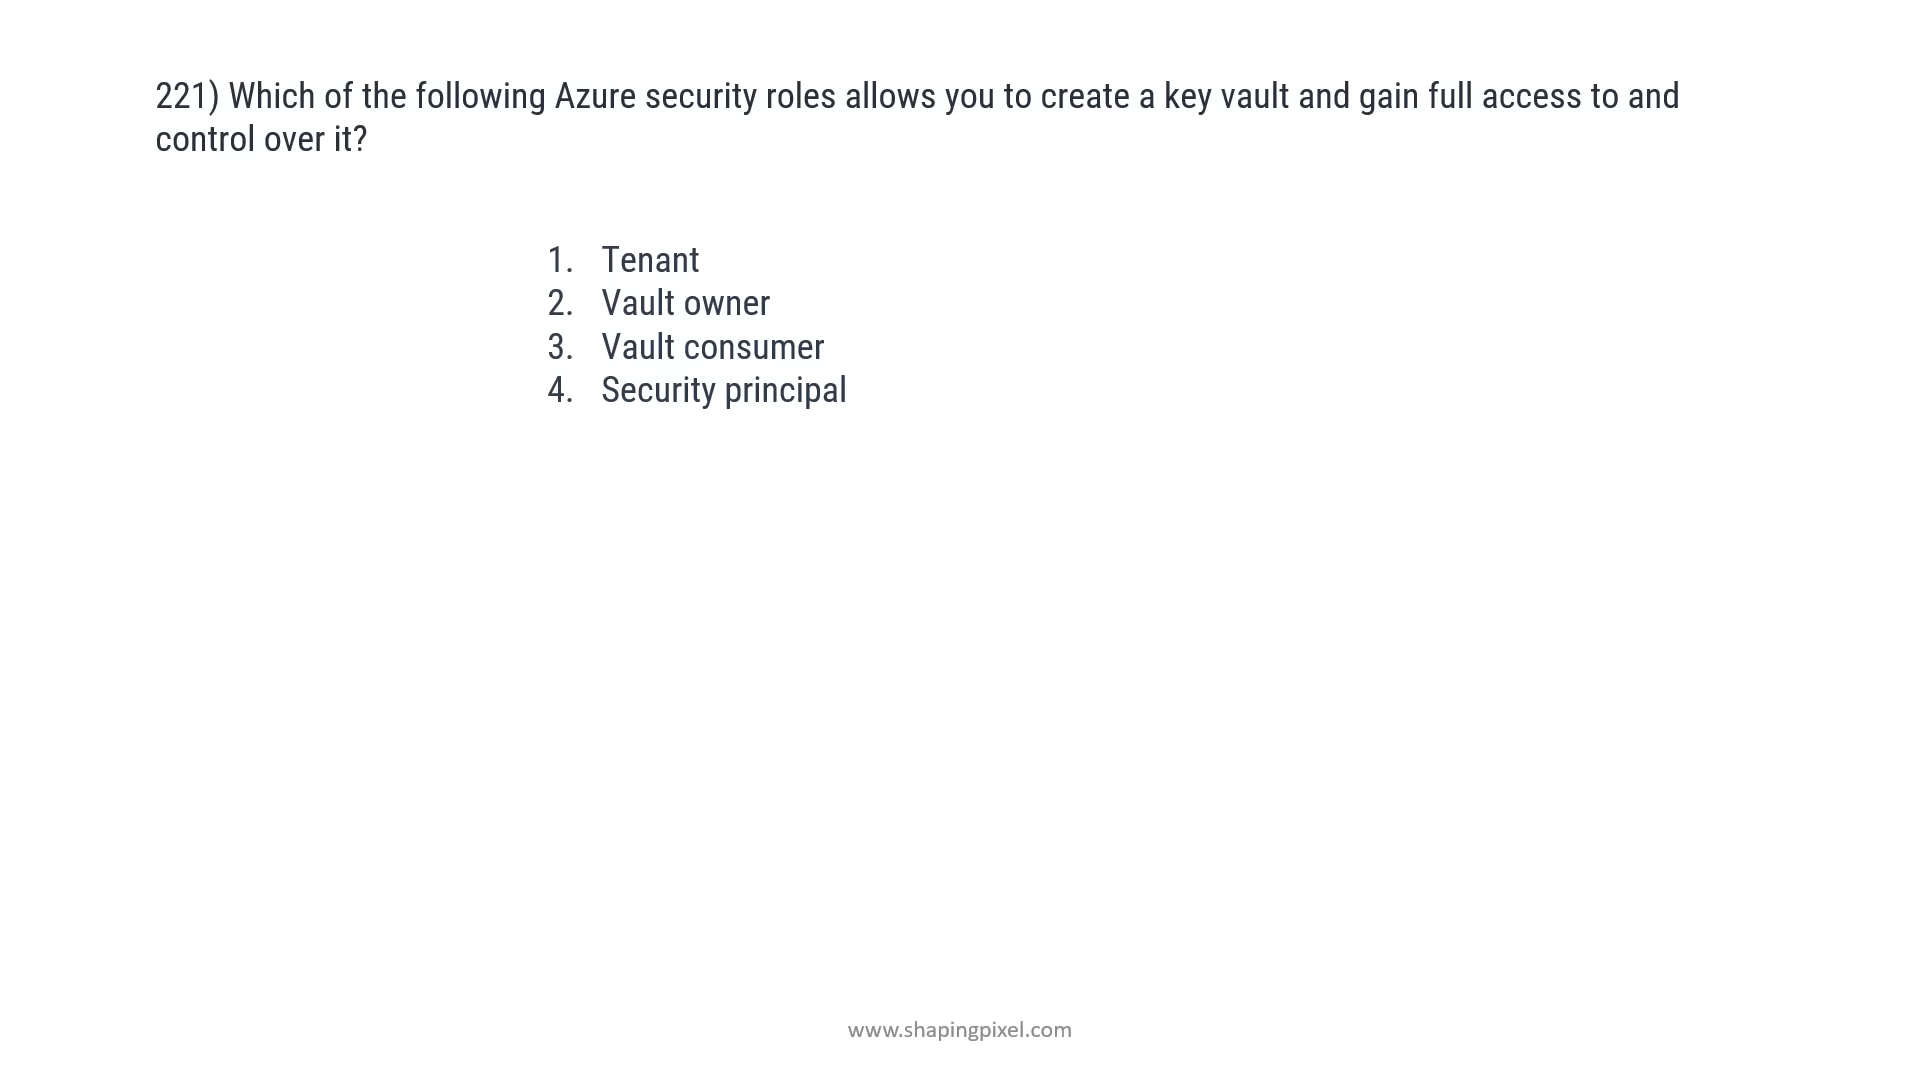 221) Which of the following Azure security roles allows you to create a key vault and gain full access to and
control over it?
1. Tenant
2. Vault owner
3. Vault consumer
4. Security principal
www.shapingpixel.com